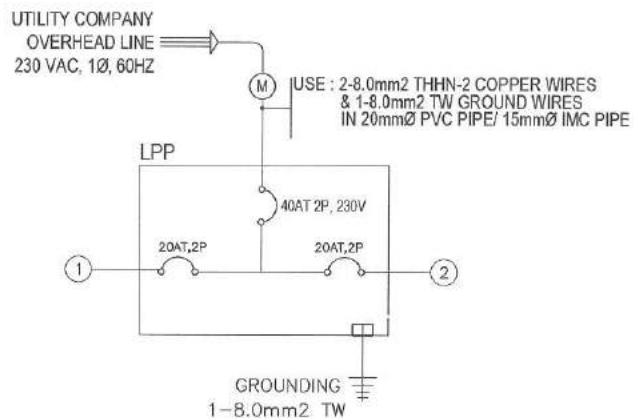 UTILITY COMPANY
OVERHEAD LINE
230 VAC, 1Ø, 60HZ
M
USE : 2-8.0mm2 THHN-2 COPPER WIRES
& 1-8.0mm2 TW GROUND WIRES
IN 20mmØ PVC PIPE/ 15mmØ IMC PIPE
LPP
40AT 2P, 230V
20AT,2P
20AT,2P
1
2
GROUNDING
1-8.0mm2 TW